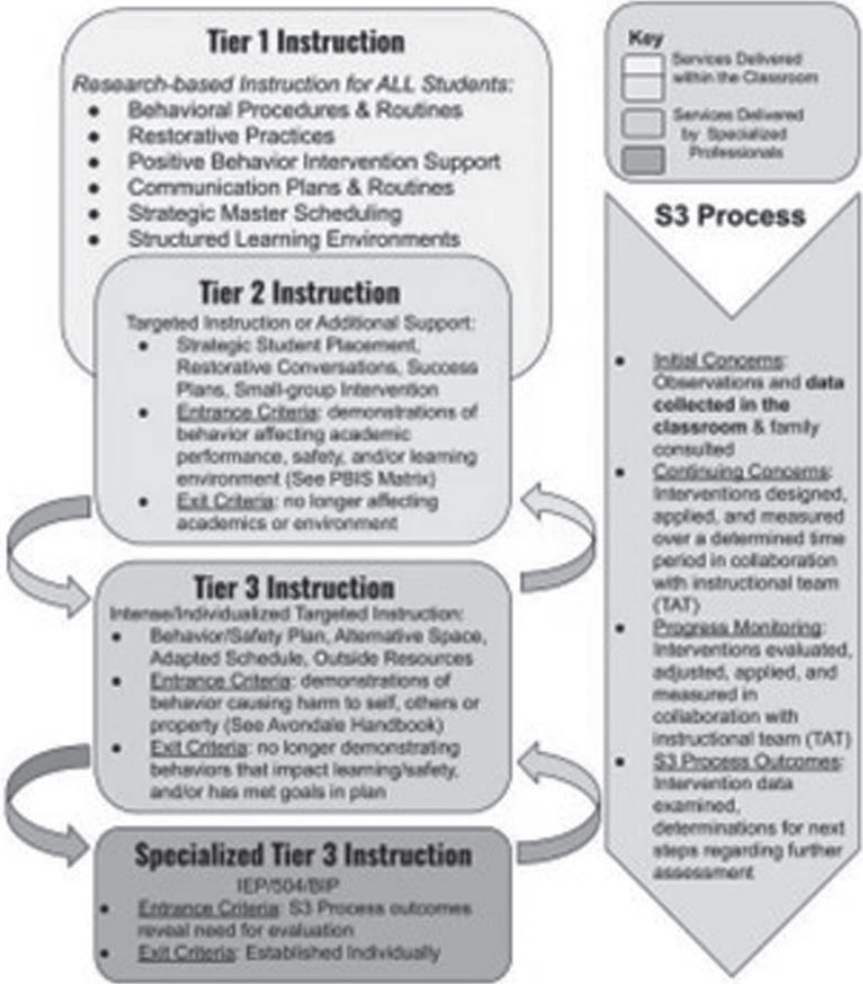 Tier 1 Instruction
Research-based Instruction for ALL Students:
● Behavioral Procedures & Routines
● Restorative Practices
● Positive Behavior Intervention Support
● Communication Plans & Routines
● Strategic Master Scheduling
● Structured Learning Environments
Tier 2 Instruction
Targeted Instruction or Additional Support:
● Strategic Student Placement,
Restorative Conversations, Success
Plans, Small-group Intervention
● Entrance Criteria: demonstrations of
behavior affecting academic
performance, safety, and/or learning
environment (See PBIS Matrix)
● Exit Criteria: no longer affecting
academics or environment
Tier 3 Instruction
Intense/Individualized Targeted Instruction:
● Behavior/Safety Plan, Alternative Space,
Adapted Schedule, Outside Resources
● Entrance Criteria: demonstrations of
behavior causing harm to self, others or
property (See Avondale Handbook)
● Exit Criteria: no longer demonstrating
behaviors that impact learning/safety,
and/or has met goals in plan
Specialized Tier 3 Instruction
IEP/504/BIP
● Entrance Criteria: S3 Process outcomes
reveal need for evaluation
● Exit Criteria: Established Individually
Key
Services Delivered
within the Classroom
Services Delivered
by Specialized
Professionals
S3 Process
● Initial Concerns:
Observations and data
collected in the
classroom & family
consulted
● Continuing Concerns:
Interventions designed,
applied, and measured
over a determined time
period in collaboration
with instructional team
(TAT)
● Progress Monitoring:
Interventions evaluated,
adjusted, applied, and
measured in
collaboration with
instructional team (TAT)
● S3 Process Outcomes:
Intervention data
examined,
determinations for next
steps regarding further
assessment